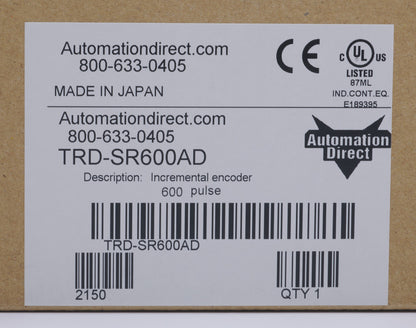 Automationdirect.com
800-633-0405
MADE IN JAPAN
CE
C UL US
LISTED
87ML
IND.CONT.EQ.
E189395
Automationdirect.com
800-633-0405
TRD-SR600AD
Description: Incremental encoder
600 pulse
Automation
Direct
TRD-SR600AD
2150
QTY 1